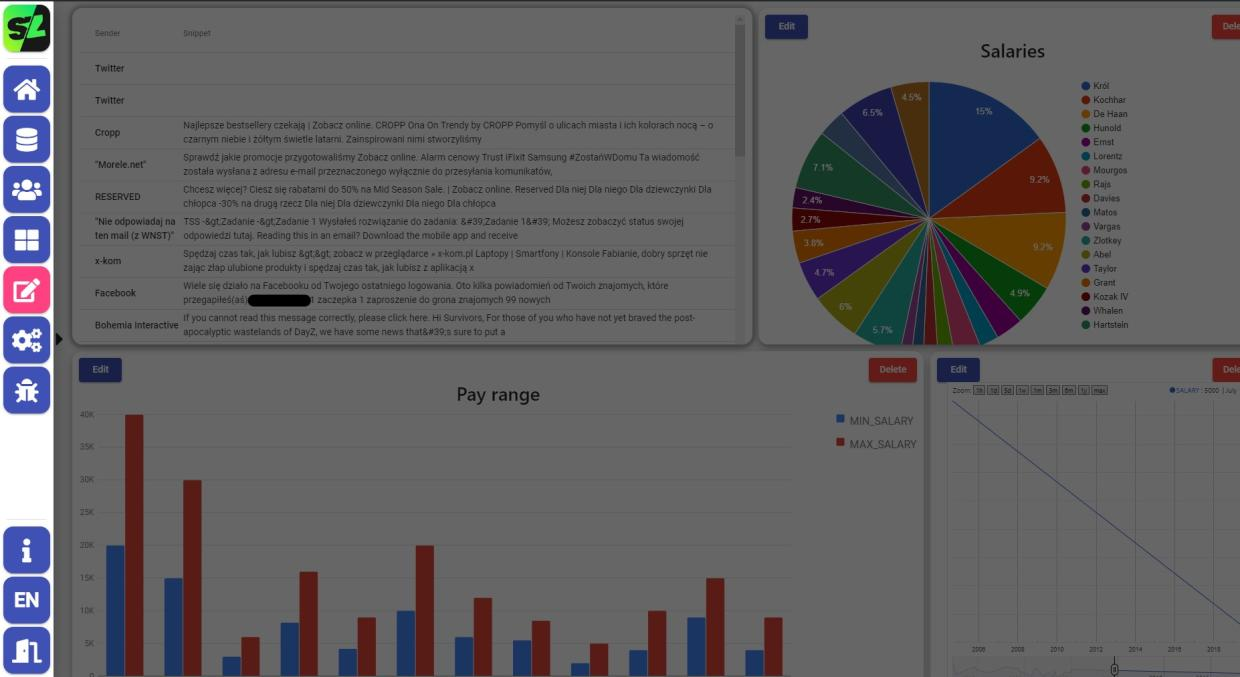 SL
Sender Snippet
Twitter
Twitter
Cropp
Najlepsze bestsellery czekają | Zobacz online. CROPP Ona On Trendy by CROPP Pomyśl o ulicach miasta i ich kolorach nocą – o
czarnym niebie i żółtym świetle latarni. Zainspirowani nimi stworzyliśmy
"Morele.net"
Sprawdź jakie promocje przygotowaliśmy Zobacz online. Alarm cenowy Trust iFixit Samsung #ZostańWDomu Ta wiadomość
została wysłana z adresu e-mail przeznaczonego wyłącznie do przesyłania komunikatów,
RESERVED
Chcesz więcej? Ciesz się rabatami do 50% na Mid Season Sale. | Zobacz online. Reserved Dla niej Dla niego Dla dziewczynki Dla
chłopca -30% na drugą rzecz Dla niej Dla niego Dla dziewczynki Dla chłopca
"Nie odpowiadaj na
ten mail (z WNST)"
TSS -&gt;Zadanie -&gt;Zadanie 1 Wysłałeś rozwiązanie do zadania: &#39;Zadanie 1&#39; Możesz zobaczyć status swojej
odpowiedzi tutaj. Reading this in an email? Download the mobile app and receive
x-kom
Spędzaj czas tak, jak lubisz &gt;&gt; zobacz w przeglądarce » x-kom.pl Laptopy | Smartfony | Konsole Fabianie, dobry sprzęt nie
zając złap ulubione produkty i spędzaj czas tak, jak lubisz z aplikacją x
Facebook
Wiele się działo na Facebooku od Twojego ostatniego logowania. Oto kilka powiadomień od Twoich znajomych, które
przegapiłeś(aś) 1 zaczepka 1 zaproszenie do grona znajomych 99 nowych
Bohemia Interactive
If you cannot read this message correctly, please click here. Hi Survivors, For those of you who have not yet braved the post-
apocalyptic wastelands of DayZ, we have some news that&#39;s sure to put a
Edit
Dele
Salaries
15%
9.2%
9.2%
4.9%
5.7%
6%
4.7%
3.8%
2.7%
2.4%
7.1%
6.5%
4.5%
Król
Kochhar
De Haan
Hunold
Ernst
Lorentz
Mourgos
Rajs
Davies
Matos
Vargas
Zlotkey
Abel
Taylor
Grant
Kozak IV
Whalen
Hartstein
Edit
Delete
Pay range
40K
35K
30K
25K
20K
15K
10K
5K
0
MIN_SALARY
MAX_SALARY
Edit
Dele
Zoom: 1h 1d 5d 1w 1m 3m 6m 1y max
SALARY : 5000 | July
2006 2008 2010 2012 2014 2016 2018
EN